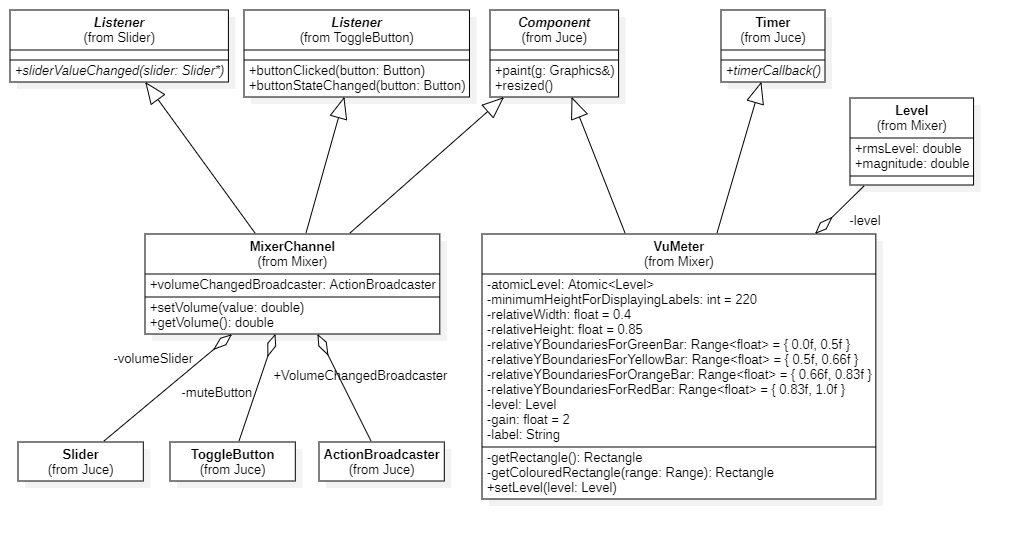 Listener
(from Slider)
+sliderValueChanged(slider: Slider*)
Listener
(from ToggleButton)
+buttonClicked(button: Button)
+buttonStateChanged(button: Button)
Component
(from Juce)
+paint(g: Graphics&)
+resized()
Timer
(from Juce)
+timerCallback()
Level
(from Mixer)
+rmsLevel: double
+magnitude: double
-level
MixerChannel
(from Mixer)
+volumeChangedBroadcaster: ActionBroadcaster
+setVolume(value: double)
+getVolume(): double
VuMeter
(from Mixer)
-atomicLevel: Atomic<Level>
-minimumHeightForDisplayingLabels: int = 220
-relativeWidth: float = 0.4
-relativeHeight: float = 0.85
-relativeYBoundariesForGreenBar: Range<float> = { 0.0f, 0.5f }
-relativeYBoundariesForYellowBar: Range<float> = { 0.5f, 0.66f }
-relativeYBoundariesForOrangeBar: Range<float> = { 0.66f, 0.83f }
-relativeYBoundariesForRedBar: Range<float> = { 0.83f, 1.0f }
-level: Level
-gain: float = 2
-label: String
-getRectangle(): Rectangle
-getColouredRectangle(range: Range): Rectangle
+setLevel(level: Level)
-volumeSlider
-muteButton
+VolumeChangedBroadcaster
Slider
(from Juce)
ToggleButton
(from Juce)
ActionBroadcaster
(from Juce)